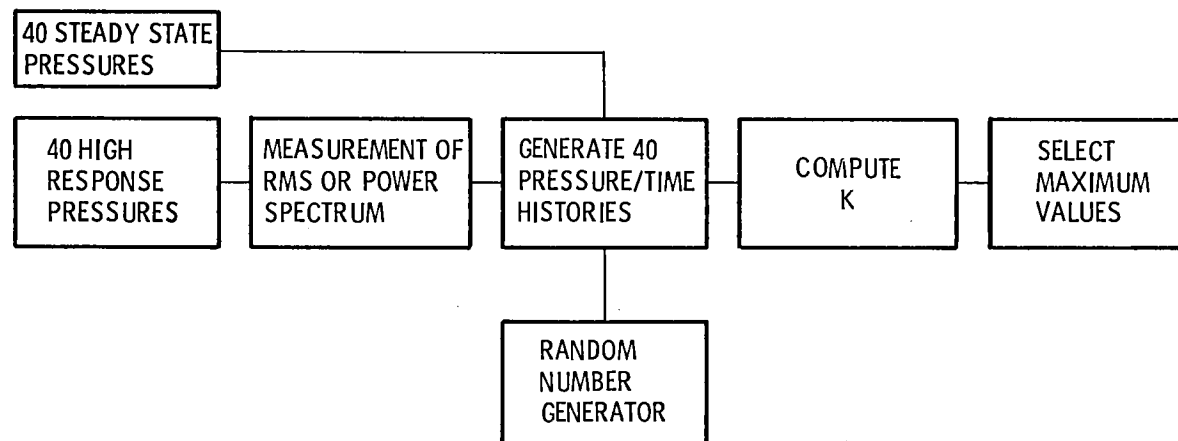 40 STEADY STATE
PRESSURES
40 HIGH
RESPONSE
PRESSURES
MEASUREMENT OF
RMS OR POWER
SPECTRUM
GENERATE 40
PRESSURE/TIME
HISTORIES
COMPUTE
K
SELECT
MAXIMUM
VALUES
RANDOM
NUMBER
GENERATOR